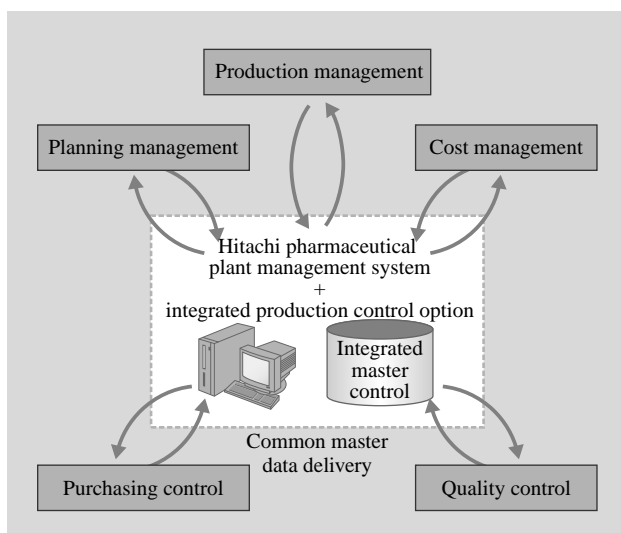 Production management
Planning management
Cost management
Hitachi pharmaceutical
plant management system
+
integrated production control option
Integrated
master
control
Common master
data delivery
Purchasing control
Quality control